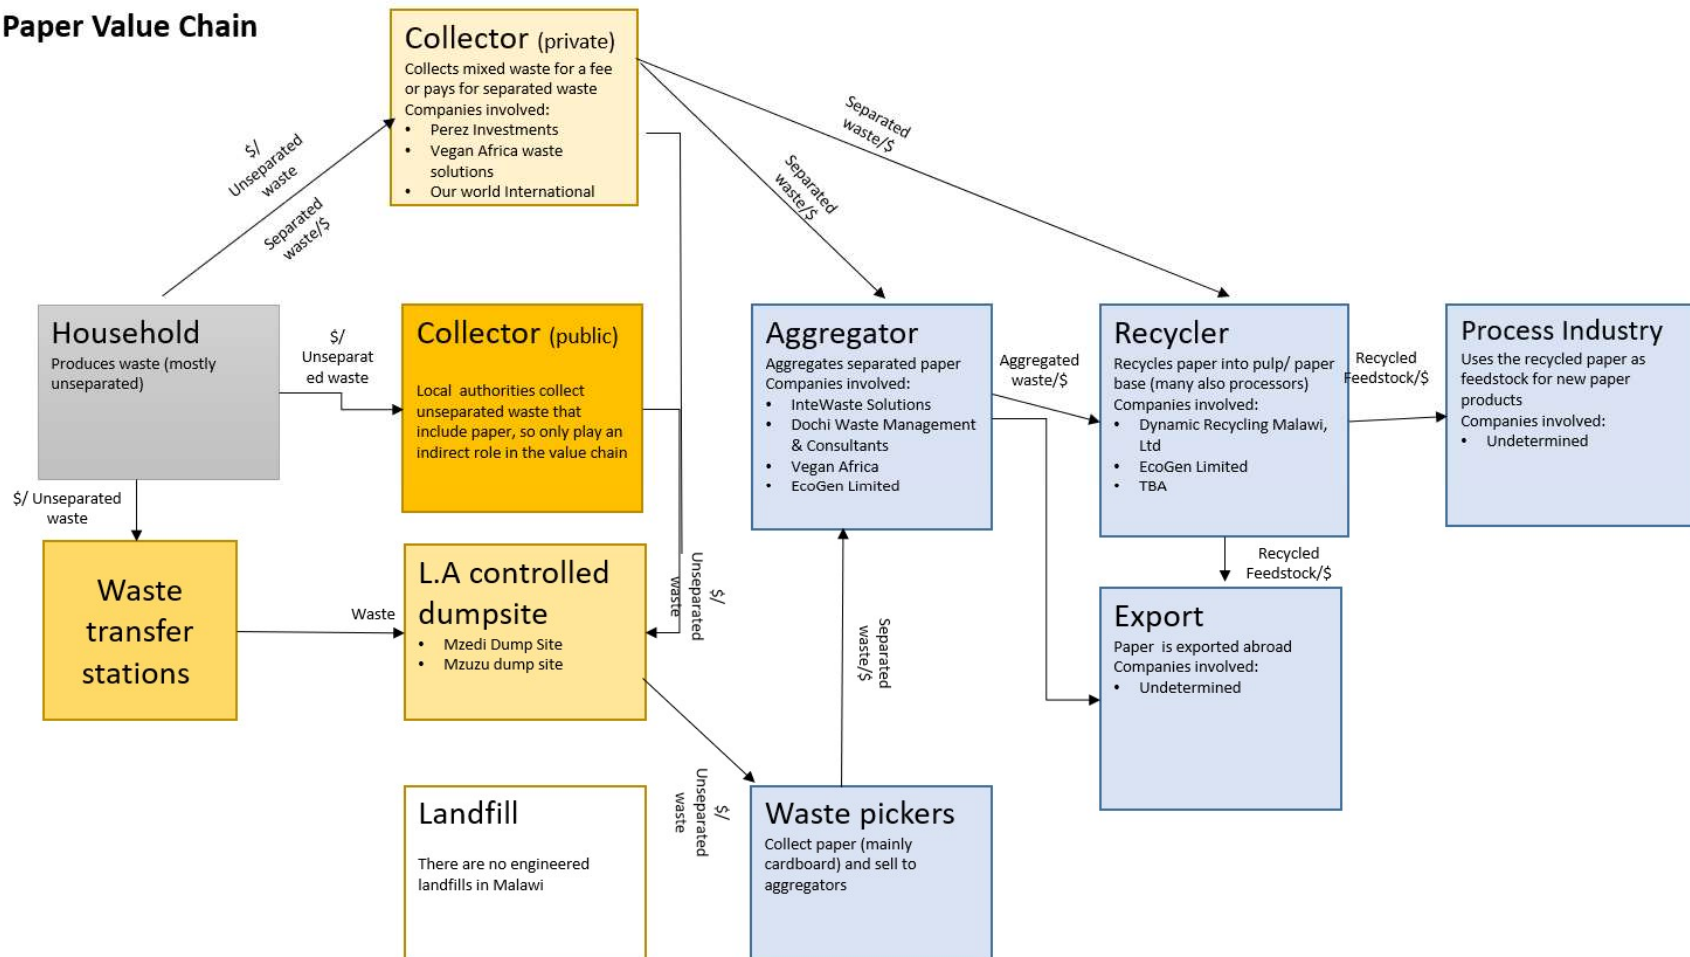 Paper Value Chain
Collector (private)
Collects mixed waste for a fee
or pays for separated waste
Companies involved:
• Perez Investments
• Vegan Africa waste
solutions
• Our world International
$/
Unseparated
waste
Separated
waste/$
Separated
waste/$
Separated
waste/$
Household
Produces waste (mostly
unseparated)
$/
Unseparat
ed waste
Collector (public)
Local authorities collect
unseparated waste that
include paper, so only play an
indirect role in the value chain
Aggregator
Aggregates separated paper
Companies involved:
• InteWaste Solutions
• Dochi Waste Management
& Consultants
• Vegan Africa
• EcoGen Limited
Aggregated
waste/$
Recycler
Recycles paper into pulp/ paper
base (many also processors)
Companies involved:
• Dynamic Recycling Malawi,
Ltd
• EcoGen Limited
• TBA
Recycled
Feedstock/$
Process Industry
Uses the recycled paper as
feedstock for new paper
products
Companies involved:
• Undetermined
$/ Unseparated
waste
Waste
transfer
stations
Waste
L.A controlled
dumpsite
• Mzedi Dump Site
• Mzuzu dump site
$/
Unseparated
waste
Separated
waste/$
Recycled
Feedstock/$
Export
Paper is exported abroad
Companies involved:
• Undetermined
Landfill
There are no engineered
landfills in Malawi
$/
Unseparated
waste
Waste pickers
Collect paper (mainly
cardboard) and sell to
aggregators